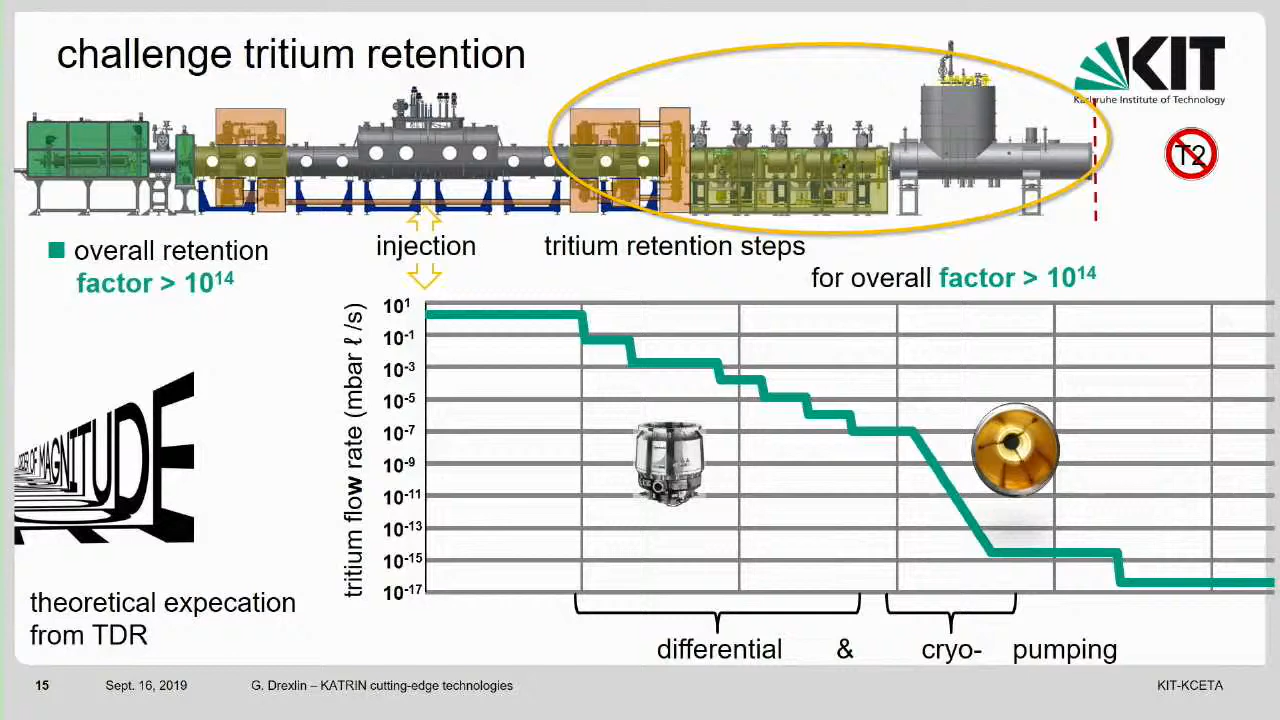 challenge tritium retention
KIT
Karlsruhe Institute of Technology
T2
overall retention
factor > 10¹⁴
injection
tritium retention steps
for overall factor > 10¹⁴
tritium flow rate (mbar ℓ /s)
10¹
10⁻¹
10⁻³
10⁻⁵
10⁻⁷
10⁻⁹
10⁻¹¹
10⁻¹³
10⁻¹⁵
10⁻¹⁷
ORDER OF MAGNITUDE
theoretical expecation
from TDR
differential & cryo- pumping
15 Sept. 16, 2019 G. Drexlin – KATRIN cutting-edge technologies KIT-KCETA